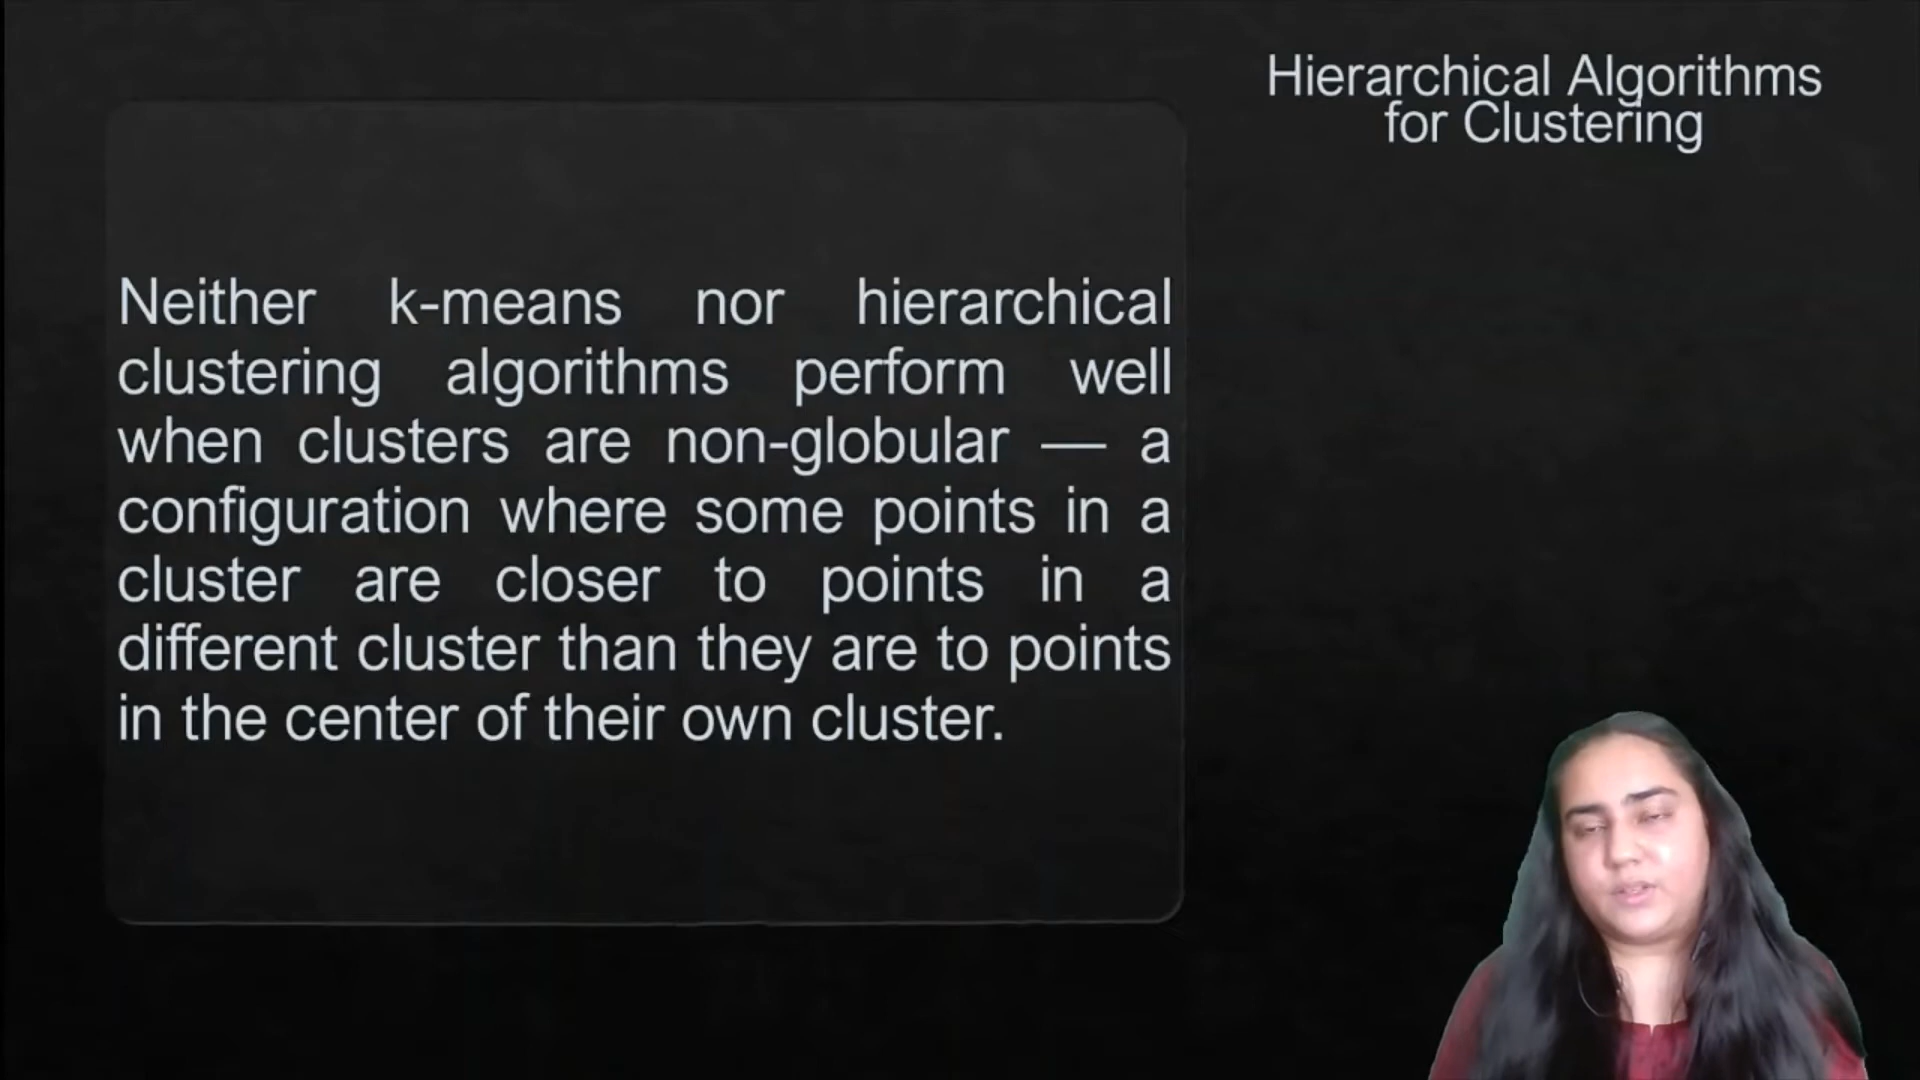 Hierarchical Algorithms
for Clustering
Neither k-means nor hierarchical
clustering algorithms perform well
when clusters are non-globular — a
configuration where some points in a
cluster are closer to points in a
different cluster than they are to points
in the center of their own cluster.